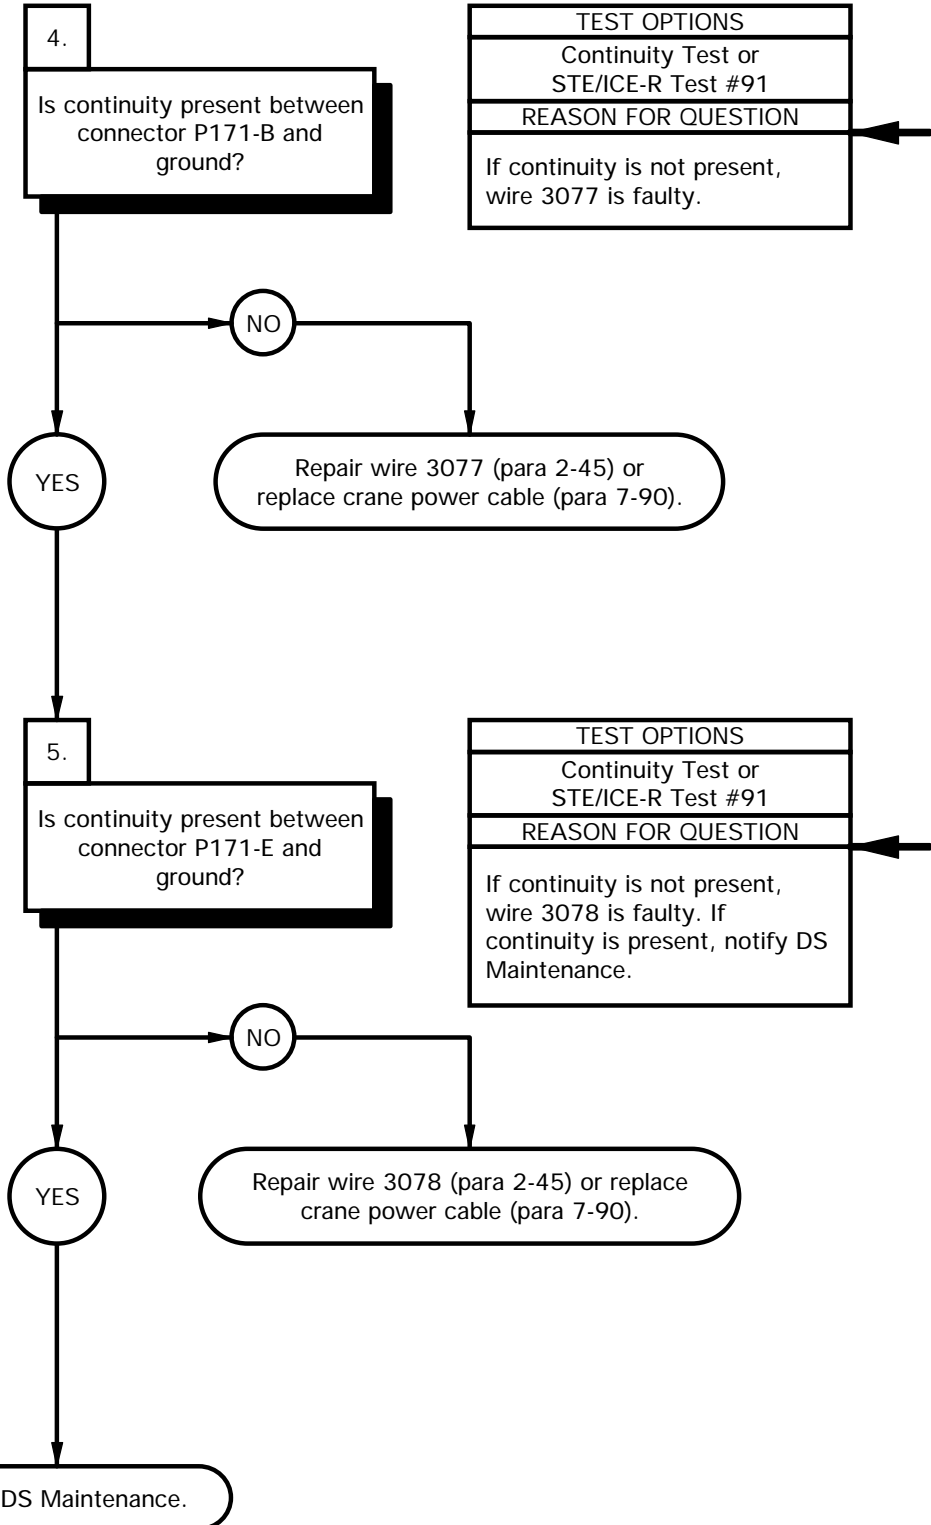 4.
Is continuity present between
connector P171-B and
ground?
TEST OPTIONS
Continuity Test or
STE/ICE-R Test #91
REASON FOR QUESTION
If continuity is not present,
wire 3077 is faulty.
NO
YES
Repair wire 3077 (para 2-45) or
replace crane power cable (para 7-90).
5.
Is continuity present between
connector P171-E and
ground?
TEST OPTIONS
Continuity Test or
STE/ICE-R Test #91
REASON FOR QUESTION
If continuity is not present,
wire 3078 is faulty. If
continuity is present, notify DS
Maintenance.
NO
YES
Repair wire 3078 (para 2-45) or replace
crane power cable (para 7-90).
DS Maintenance.